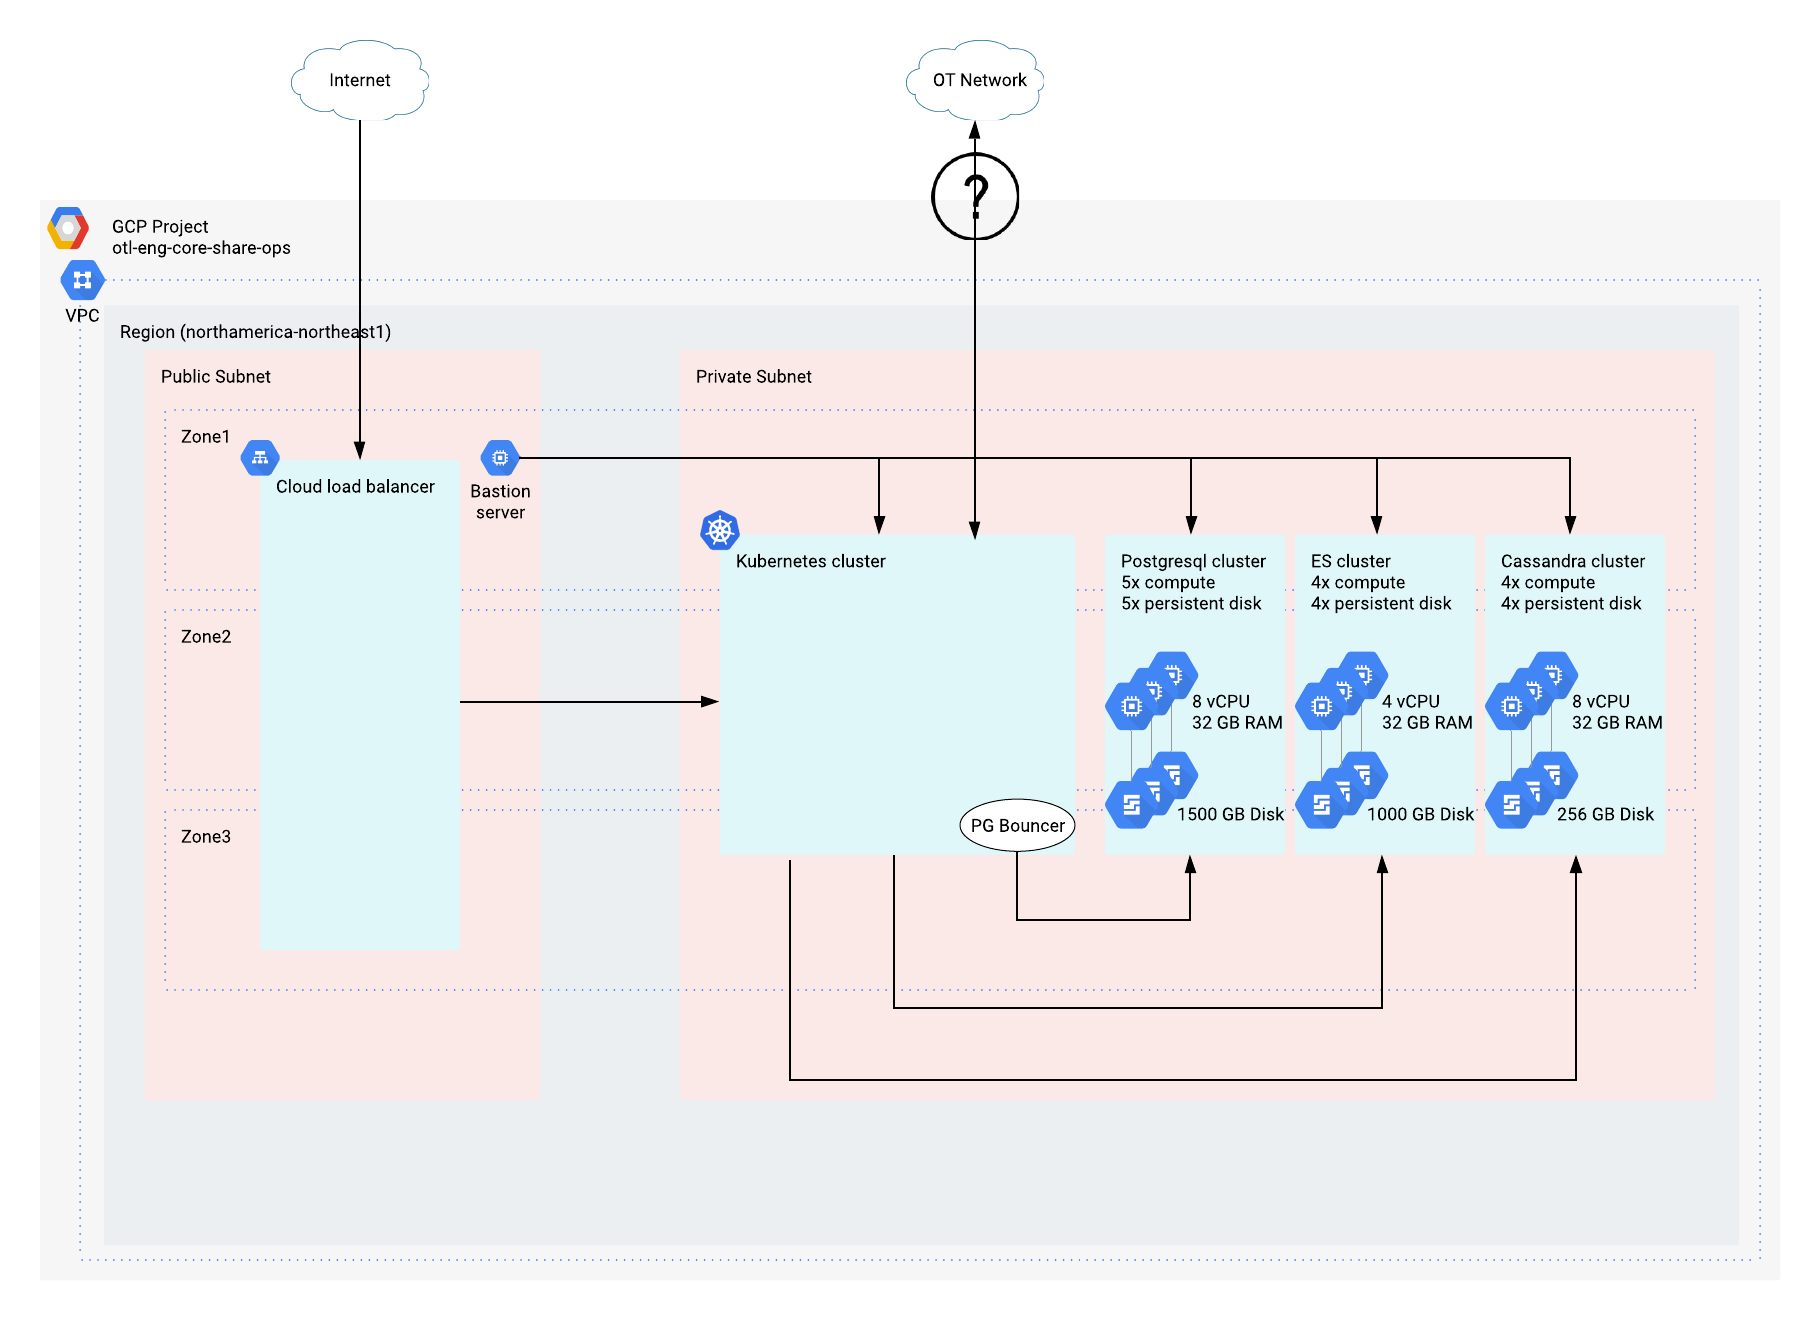 Internet
OT Network
?
GCP Project
otl-eng-core-share-ops
VPC
Region (northamerica-northeast1)
Public Subnet
Private Subnet
Zone1
Cloud load balancer
Bastion
server
Kubernetes cluster
Postgresql cluster
5x compute
5x persistent disk
ES cluster
4x compute
4x persistent disk
Cassandra cluster
4x compute
4x persistent disk
Zone2
8 vCPU
32 GB RAM
4 vCPU
32 GB RAM
8 vCPU
32 GB RAM
1500 GB Disk
1000 GB Disk
256 GB Disk
Zone3
PG Bouncer